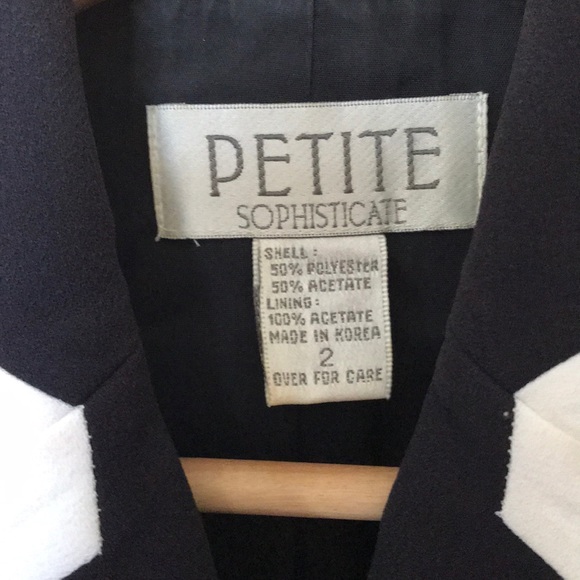 PETITE
SOPHISTICATE
SHELL:
50% POLYESTER
50% ACETATE
LINING:
100% ACETATE
MADE IN KOREA
2
OVER FOR CARE